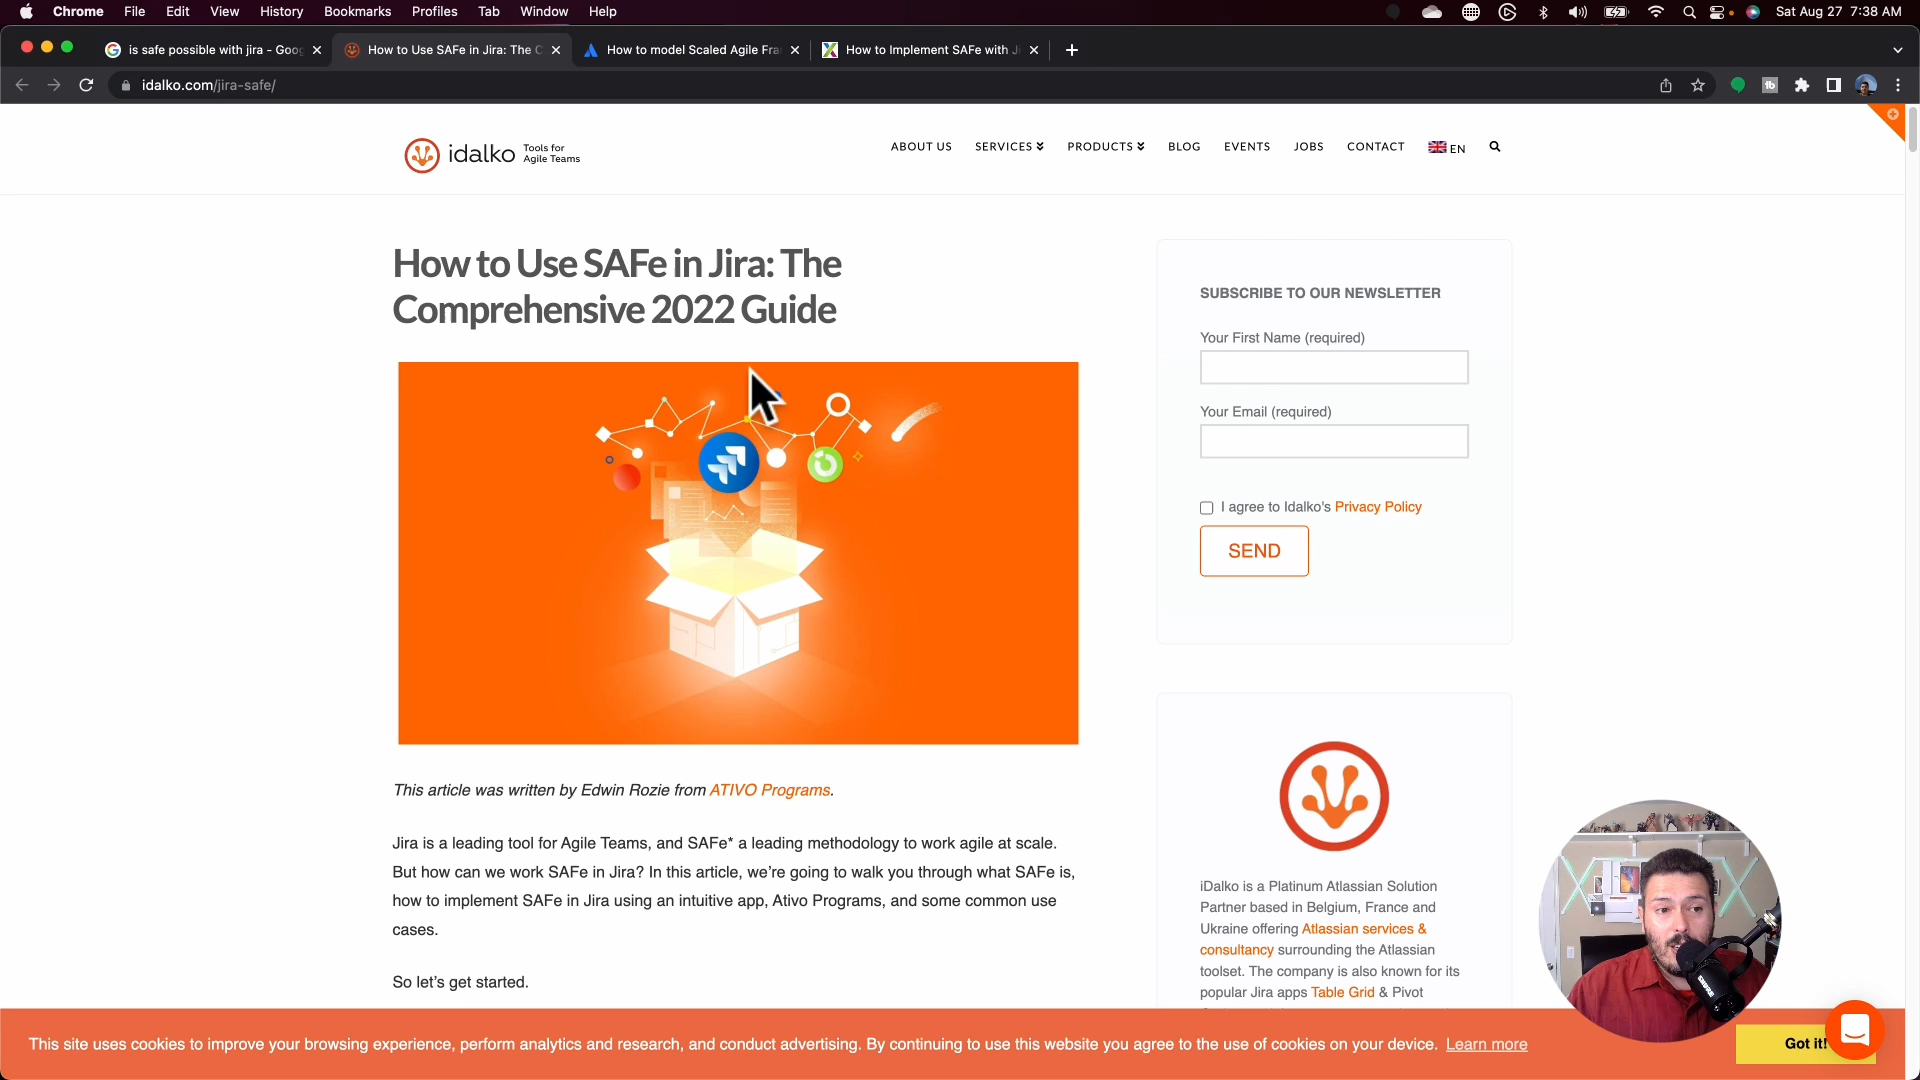 Chrome File Edit View History Bookmarks Profiles Tab Window Help Sat Aug 27 7:38 AM
is safe possible with jira - Goog How to Use SAFe in Jira: The C How to model Scaled Agile Fra How to Implement SAFe with Ji
idalko.com/jira-safe/
idalko Tools for Agile Teams
ABOUT US SERVICES PRODUCTS BLOG EVENTS JOBS CONTACT EN
How to Use SAFe in Jira: The
Comprehensive 2022 Guide
This article was written by Edwin Rozie from ATIVO Programs.
Jira is a leading tool for Agile Teams, and SAFe* a leading methodology to work agile at scale.
But how can we work SAFe in Jira? In this article, we're going to walk you through what SAFe is,
how to implement SAFe in Jira using an intuitive app, Ativo Programs, and some common use
cases.
So let's get started.
SUBSCRIBE TO OUR NEWSLETTER
Your First Name (required)
Your Email (required)
I agree to Idalko's Privacy Policy
SEND
iDalko is a Platinum Atlassian Solution
Partner based in Belgium, France and
Ukraine offering Atlassian services &
consultancy surrounding the Atlassian
toolset. The company is also known for its
popular Jira apps Table Grid & Pivot
This site uses cookies to improve your browsing experience, perform analytics and research, and conduct advertising. By continuing to use this website you agree to the use of cookies on your device. Learn more
Got it!